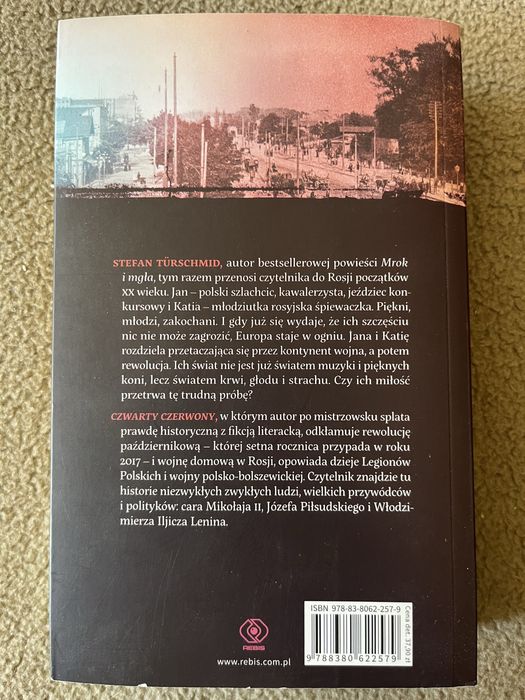 STEFAN TÜRSCHMID, autor bestsellerowej powieści Mrok
i mgła, tym razem przenosi czytelnika do Rosji początków
XX wieku. Jan – polski szlachcic, kawalerzysta, jeździec kon-
kursowy i Katia – młodziutka rosyjska śpiewaczka. Piękni,
młodzi, zakochani. I gdy już się wydaje, że ich szczęściu
nic nie może zagrozić, Europa staje w ogniu. Jana i Katię
rozdziela przetaczająca się przez kontynent wojna, a potem
rewolucja. Ich świat nie jest już światem muzyki i pięknych
koni, lecz światem krwi, głodu i strachu. Czy ich miłość
przetrwa tę trudną próbę?
CZWARTY CZERWONY, w którym autor po mistrzowsku splata
prawdę historyczną z fikcją literacką, odkłamuje rewolucję
październikową – której setna rocznica przypada w roku
2017 – i wojnę domową w Rosji, opowiada dzieje Legionów
Polskich i wojny polsko-bolszewickiej. Czytelnik znajdzie tu
historie niezwykłych zwykłych ludzi, wielkich przywódców
i polityków: cara Mikołaja II, Józefa Piłsudskiego i Włodzi-
mierza Iljicza Lenina.
REBIS
www.rebis.com.pl
ISBN 978-83-8062-257-9
9 788380 622579
Cena det. 37,90 zł